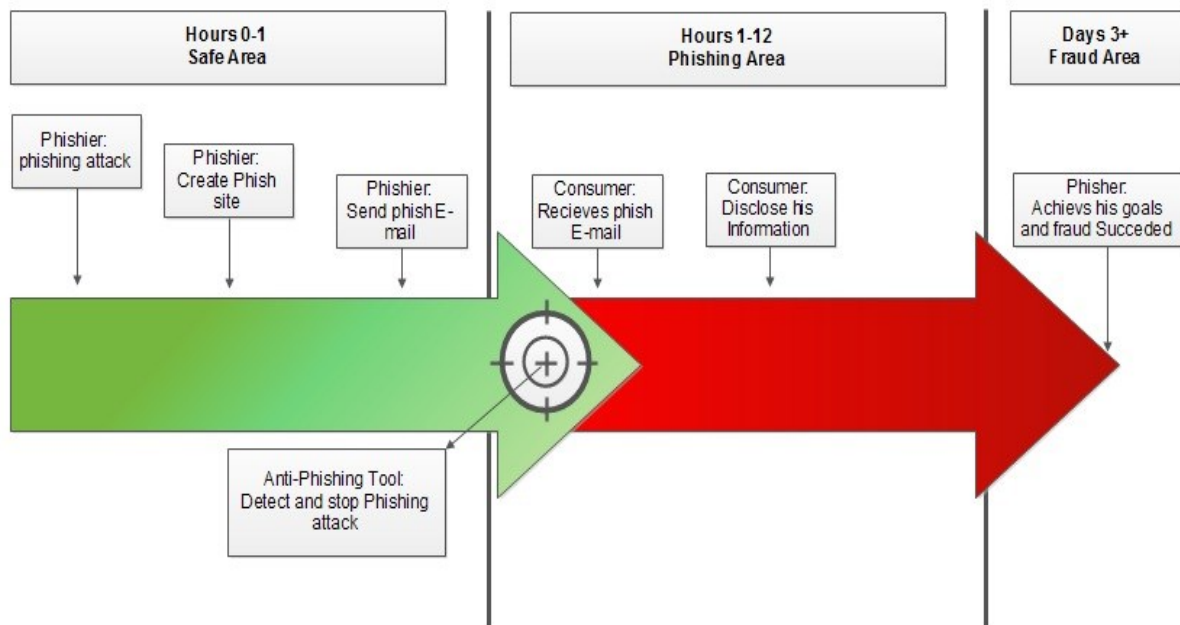 Hours 0-1
Safe Area
Hours 1-12
Phishing Area
Days 3+
Fraud Area
Phishier:
phishing attack
Phishier:
Create Phish
site
Phishier:
Send phish E-
mail
Consumer:
Recieves phish
E-mail
Consumer:
Disclose his
Information
Phisher:
Achievs his goals
and fraud Succeded
Anti-Phishing Tool:
Detect and stop Phishing
attack